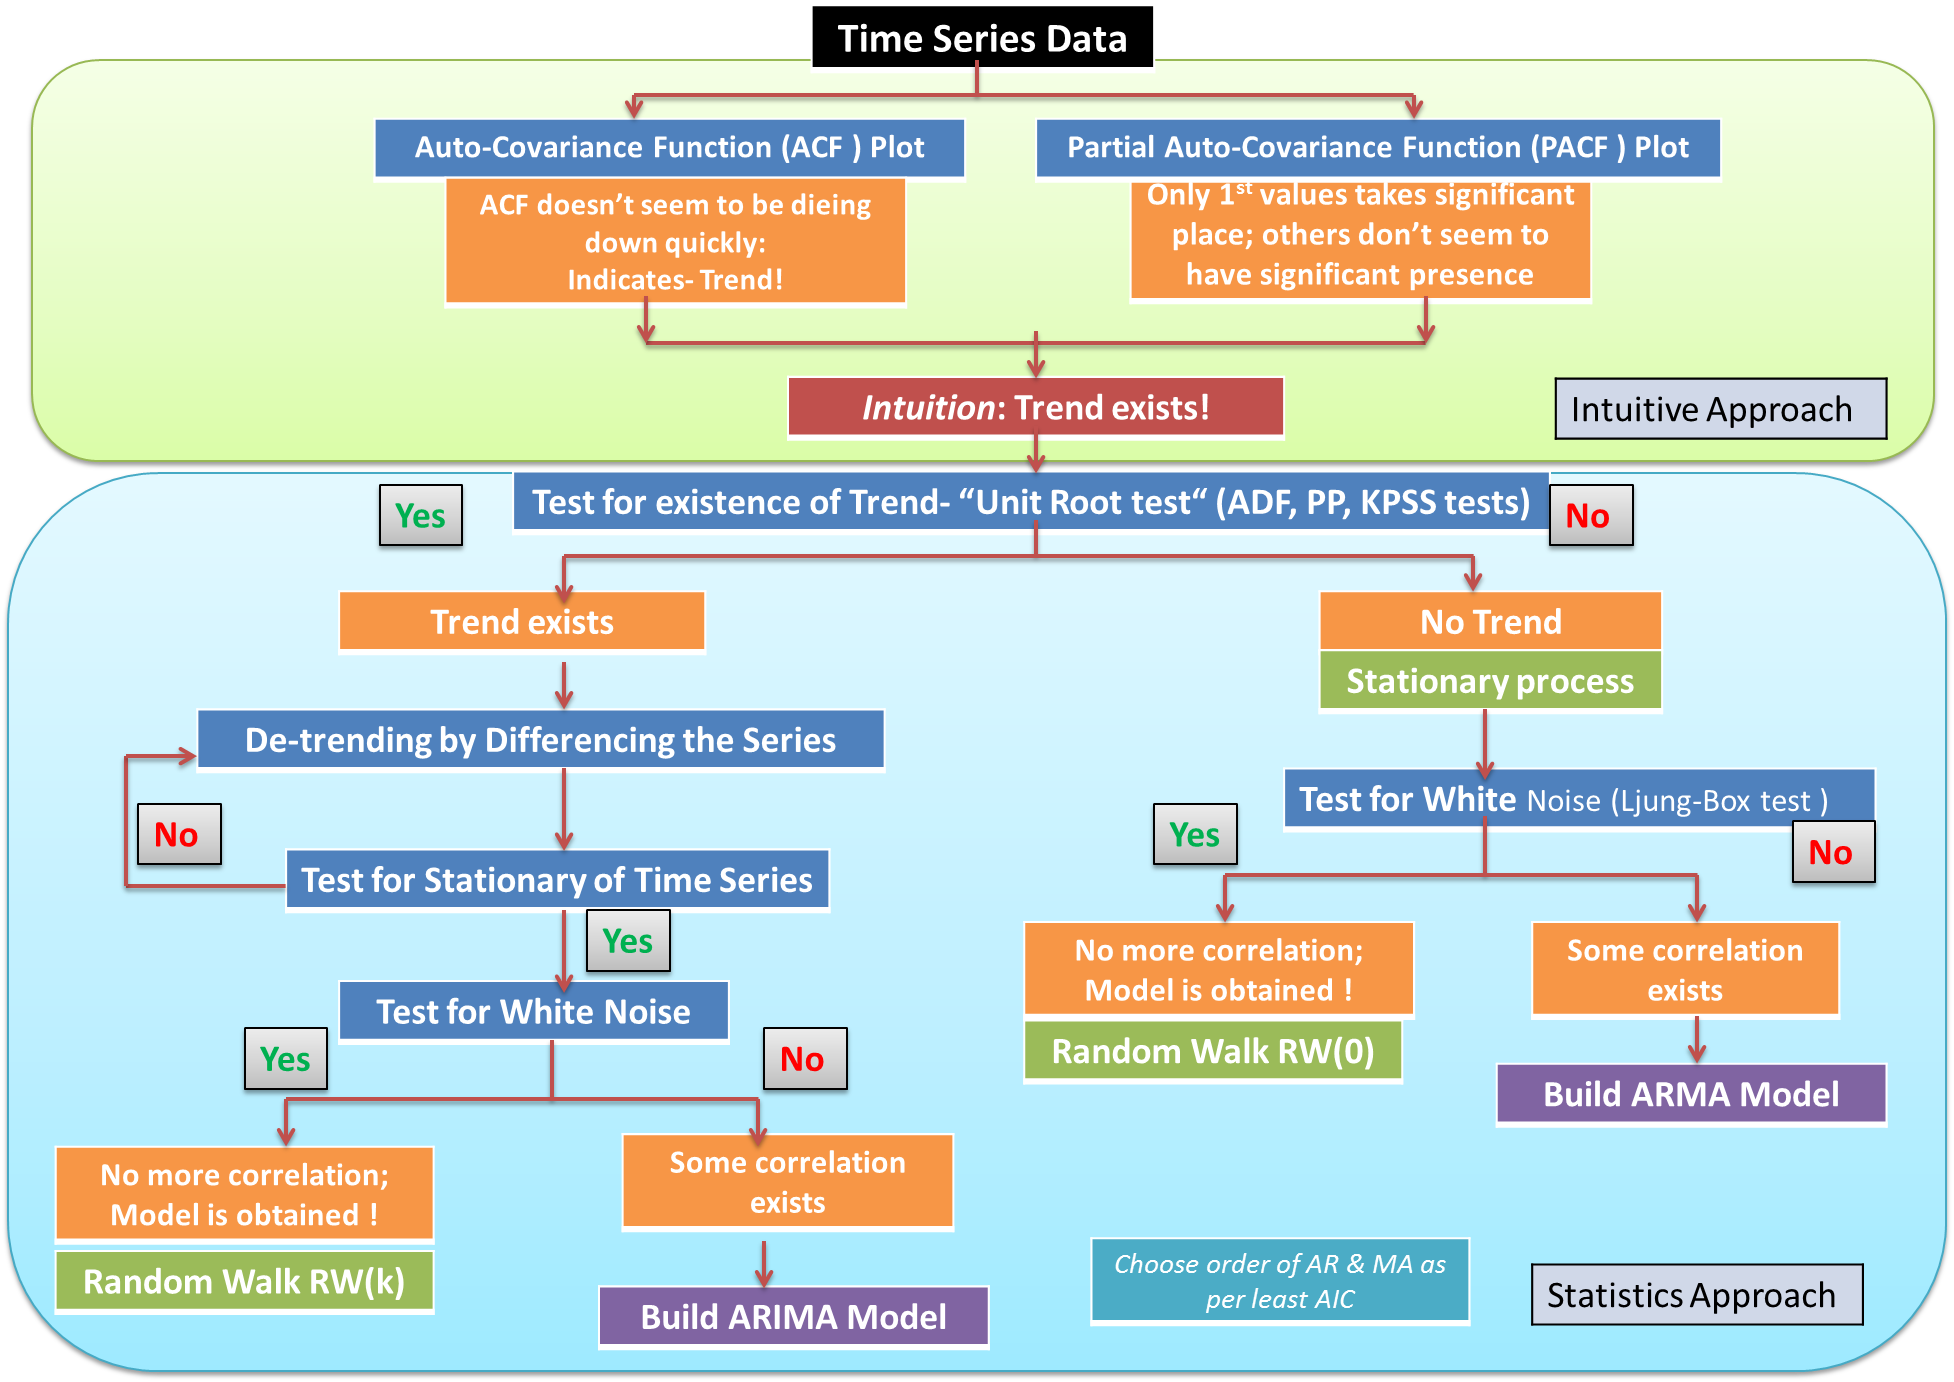 Time Series Data
Auto-Covariance Function (ACF ) Plot
Partial Auto-Covariance Function (PACF ) Plot
ACF doesn't seem to be dieing
down quickly:
Indicates- Trend!
Only 1st values takes significant
place; others don't seem to
have significant presence
Intuition: Trend exists!
Intuitive Approach
Yes
Test for existence of Trend- “Unit Root test“ (ADF, PP, KPSS tests)
No
Trend exists
No Trend
Stationary process
De-trending by Differencing the Series
Test for White Noise (Ljung-Box test )
No
Yes
No
Test for Stationary of Time Series
Yes
No more correlation;
Model is obtained !
Random Walk RW(0)
Some correlation
exists
Build ARMA Model
Test for White Noise
Yes
No
No more correlation;
Model is obtained !
Random Walk RW(k)
Some correlation
exists
Build ARIMA Model
Choose order of AR & MA as
per least AIC
Statistics Approach